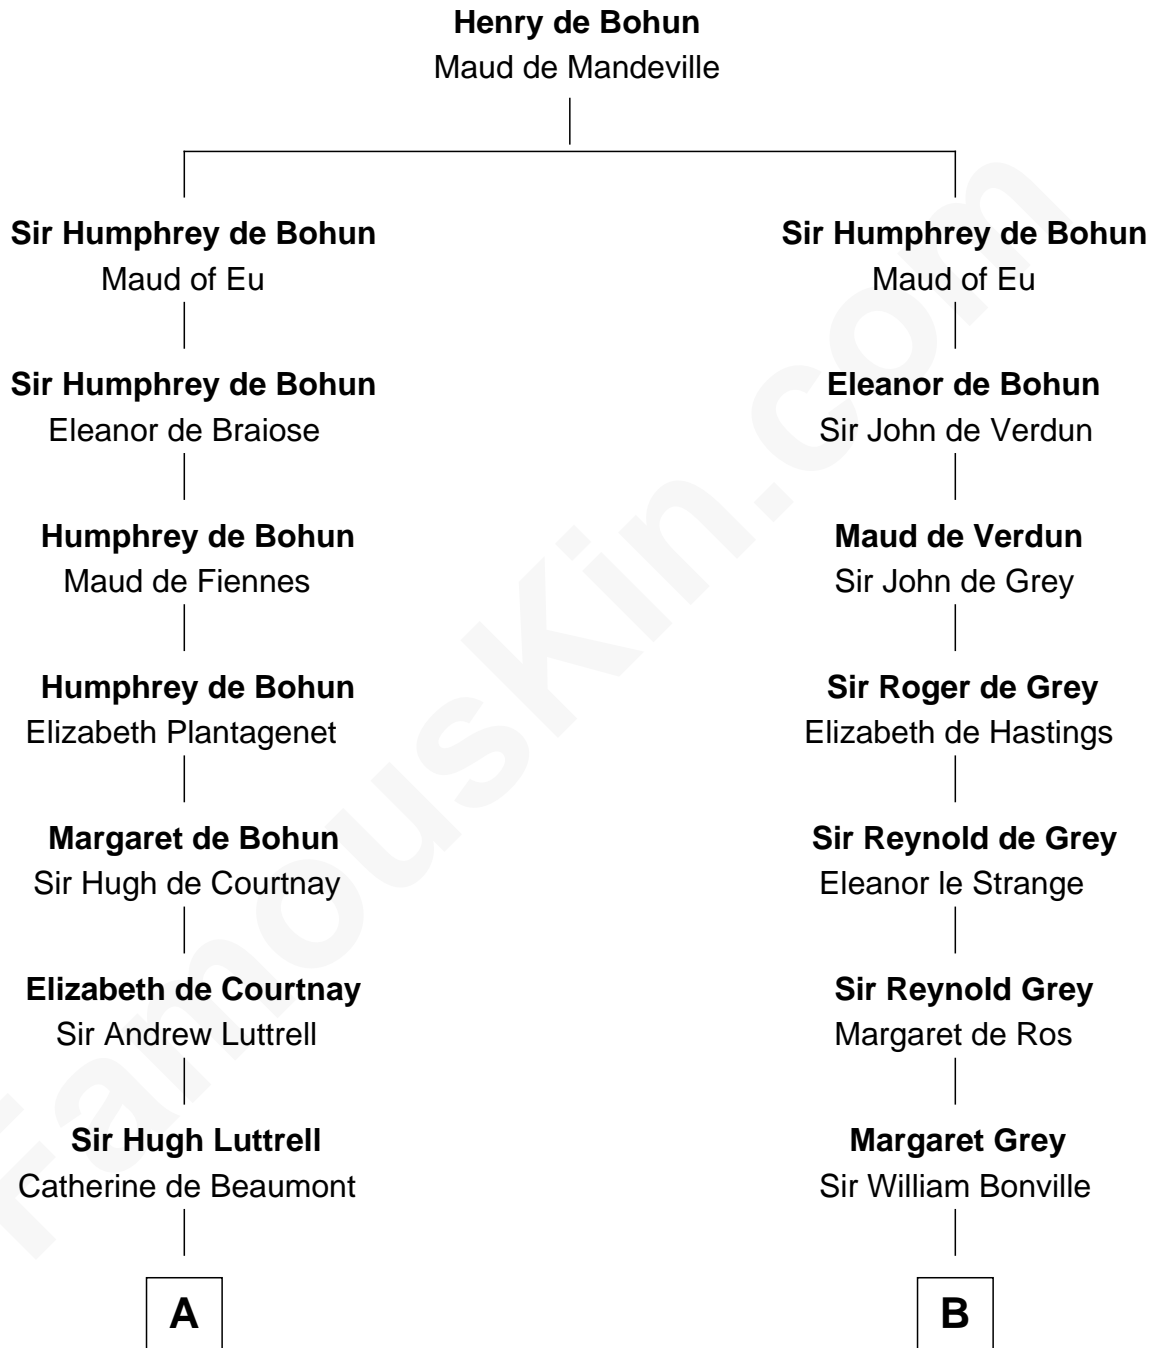 Henry de Bohun
Maud de Mandeville
Sir Humphrey de Bohun
Maud of Eu
Sir Humphrey de Bohun
Maud of Eu
Sir Humphrey de Bohun
Eleanor de Braiose
Eleanor de Bohun
Sir John de Verdun
Humphrey de Bohun
Maud de Fiennes
Maud de Verdun
Sir John de Grey
Humphrey de Bohun
Elizabeth Plantagenet
Sir Roger de Grey
Elizabeth de Hastings
Margaret de Bohun
Sir Hugh de Courtnay
Sir Reynold de Grey
Eleanor le Strange
Elizabeth de Courtnay
Sir Andrew Luttrell
Sir Reynold Grey
Margaret de Ros
Sir Hugh Luttrell
Catherine de Beaumont
Margaret Grey
Sir William Bonville
A
B
FamousKin.com